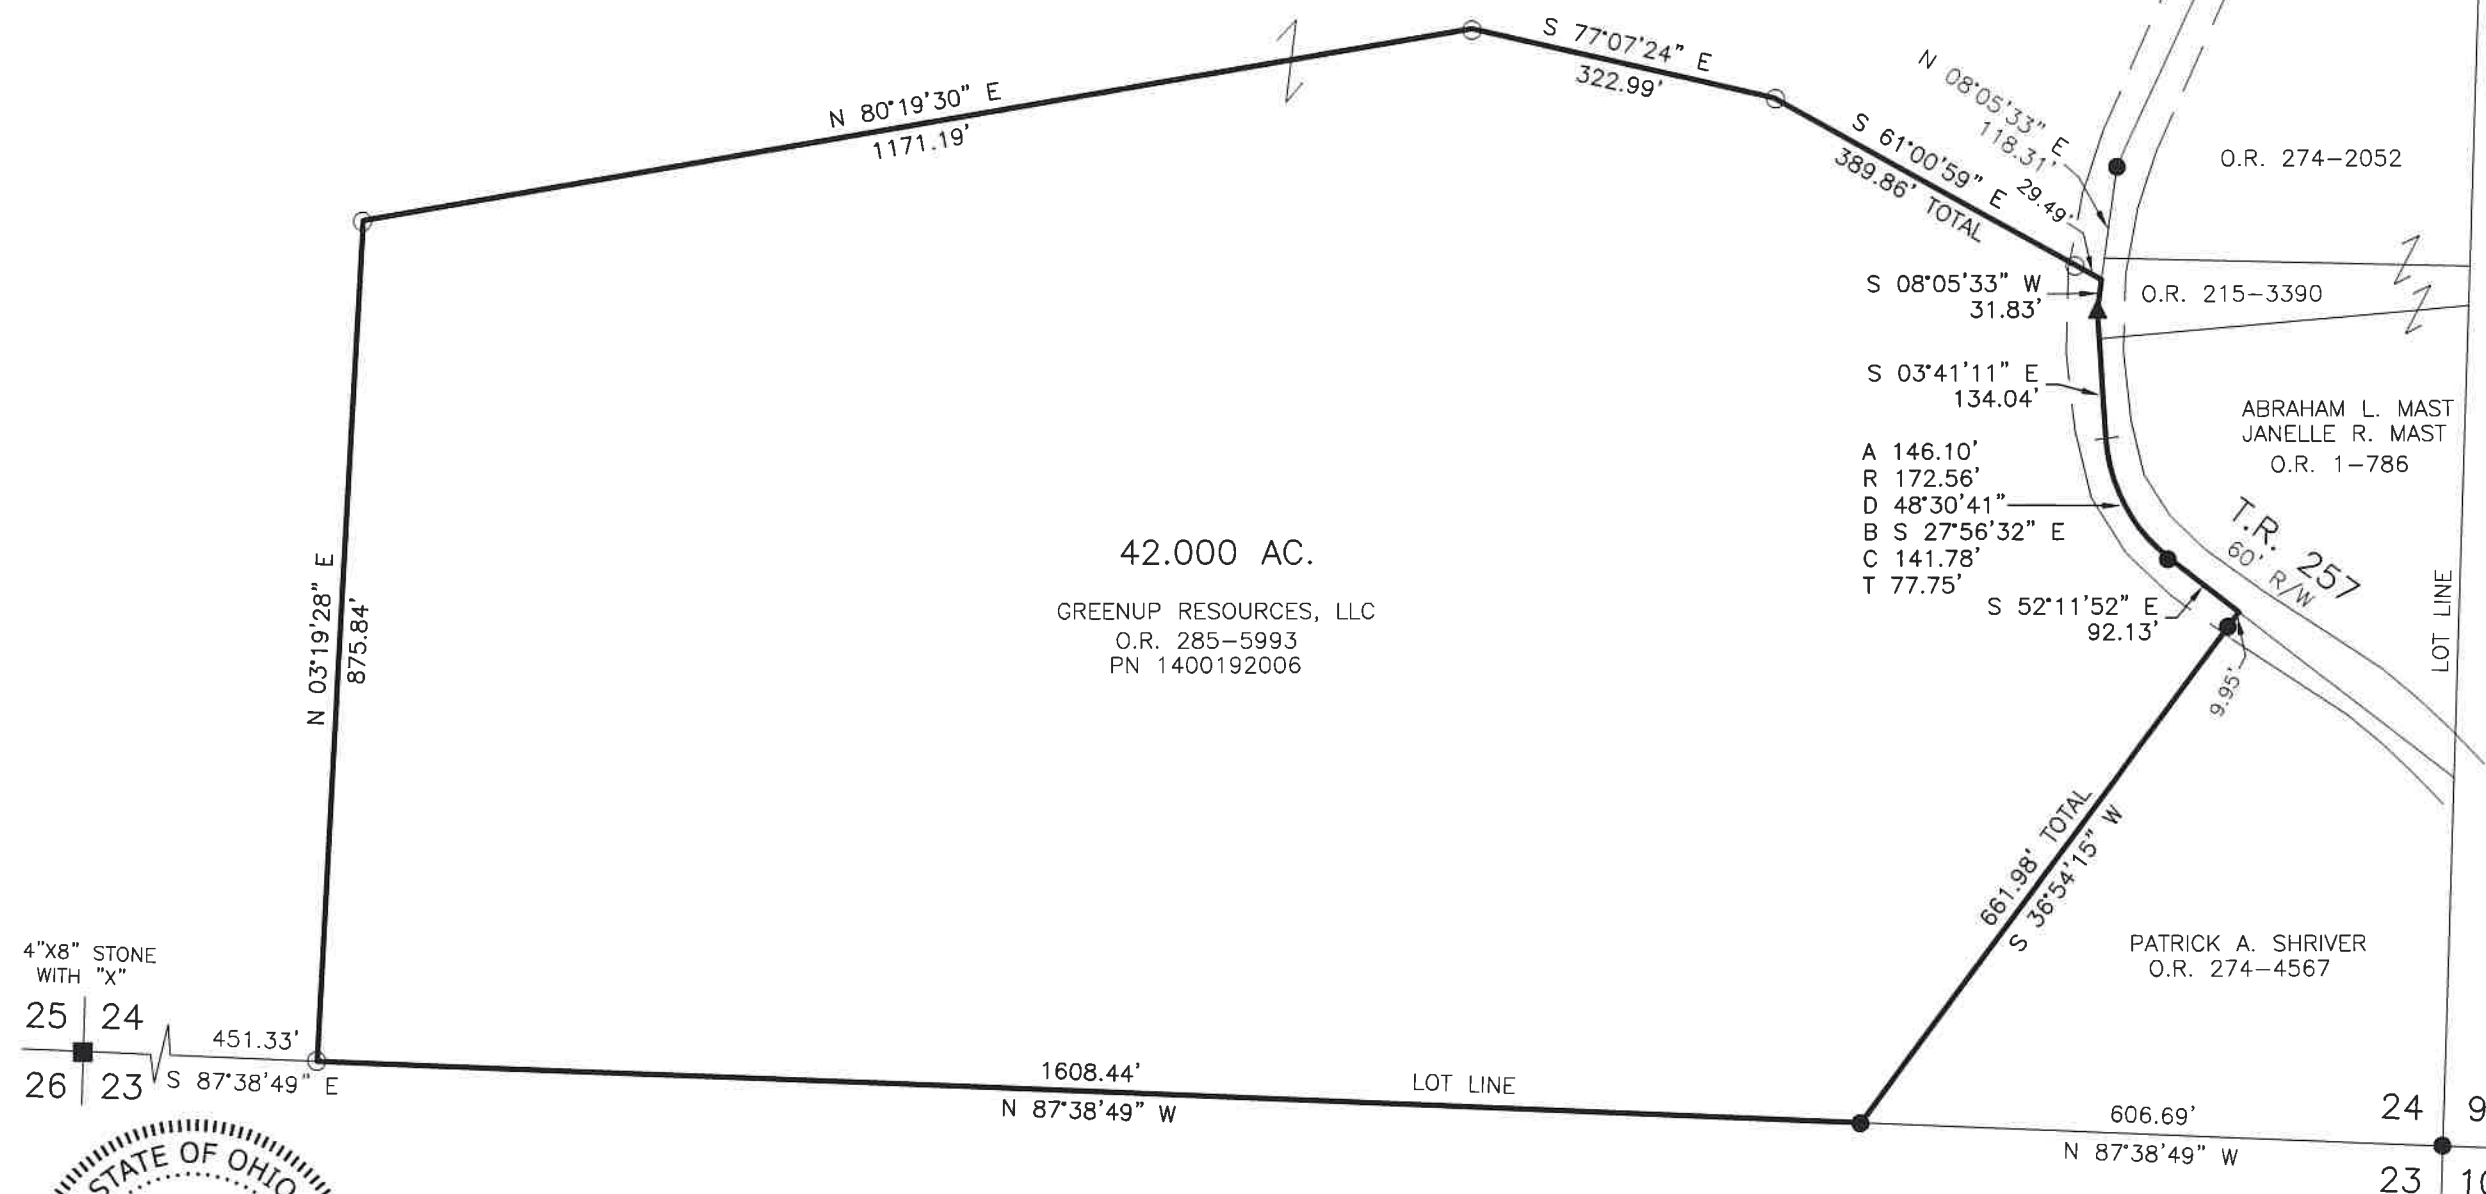 S 77°07'24" E
322.99'
N 80°19'30" E
1171.19'
N 08°05'33" E
118.31'
S 61°00'59" E
389.86' TOTAL
29.49'
O.R. 274-2052
S 08°05'33" W
31.83'
O.R. 215-3390
S 03°41'11" E
134.04'
ABRAHAM L. MAST
JANELLE R. MAST
O.R. 1-786
A 146.10'
R 172.56'
D 48°30'41"
B S 27°56'32" E
C 141.78'
T 77.75'
T.R. 257
60' R/W
S 52°11'52" E
92.13'
9.95'
LOT LINE
42.000 AC.
GREENUP RESOURCES, LLC
O.R. 285-5993
PN 1400192006
N 03°19'28" E
875.84'
661.98' TOTAL
S 36°54'15" W
PATRICK A. SHRIVER
O.R. 274-4567
4"X8" STONE
WITH "X"
25 24
26 23
451.33'
S 87°38'49" E
1608.44'
LOT LINE
N 87°38'49" W
606.69'
N 87°38'49" W
24 9
23 10
STATE OF OHIO